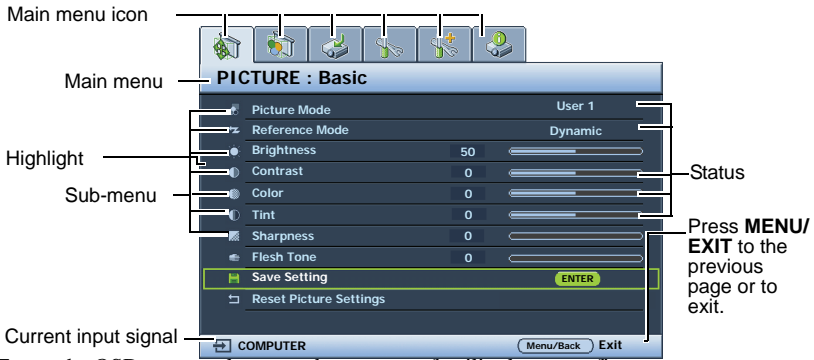 Main menu icon
Main menu
PICTURE : Basic
Picture Mode User 1
Reference Mode Dynamic
Highlight
Brightness 50
Contrast 0
Status
Sub-menu
Color 0
Tint 0
Sharpness 0
Flesh Tone 0
Save Setting ENTER
Reset Picture Settings
Press MENU/
EXIT to the
previous
page or to
exit.
Current input signal
COMPUTER Menu/Back Exit